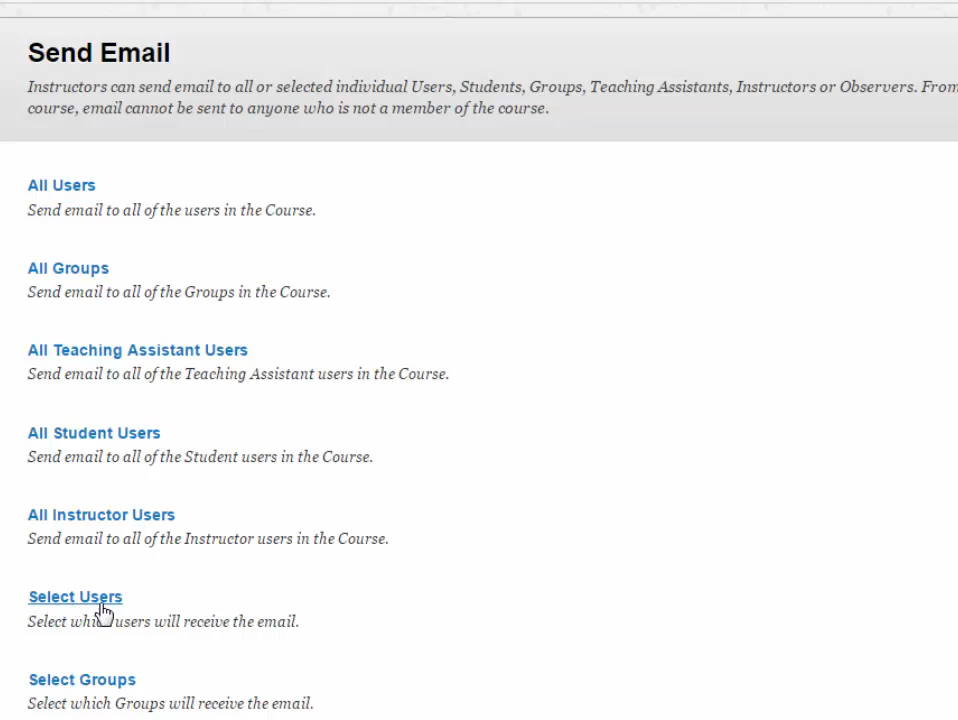 Send Email
Instructors can send email to all or selected individual Users, Students, Groups, Teaching Assistants, Instructors or Observers. From
course, email cannot be sent to anyone who is not a member of the course.
All Users
Send email to all of the users in the Course.
All Groups
Send email to all of the Groups in the Course.
All Teaching Assistant Users
Send email to all of the Teaching Assistant users in the Course.
All Student Users
Send email to all of the Student users in the Course.
All Instructor Users
Send email to all of the Instructor users in the Course.
Select Users
Select which users will receive the email.
Select Groups
Select which Groups will receive the email.